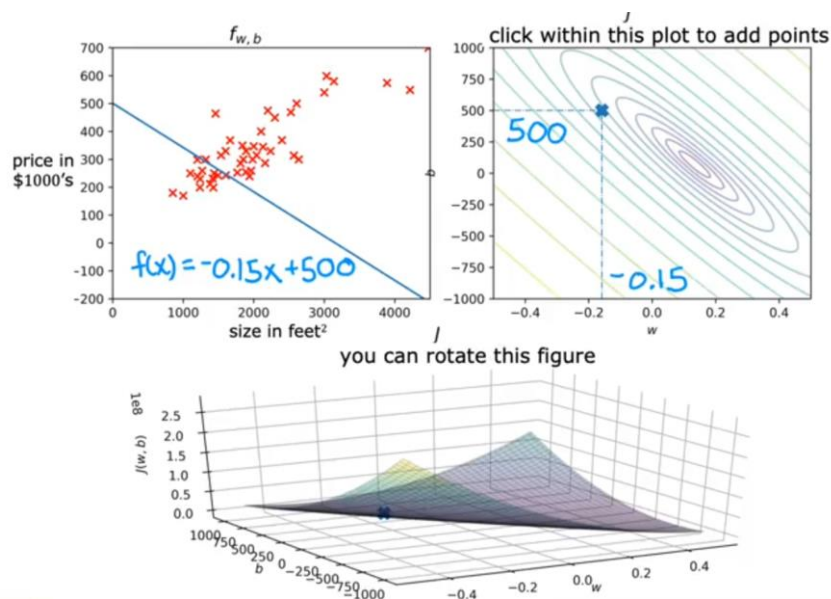 f_{w, b}
700
600
500
400
300
200
100
0
-100
-200
price in
$1000's
f(x) = -0.15x+500
0 1000 2000 3000 4000
size in feet²
J
click within this plot to add points
1000
750
500
250
0
−250
−500
−750
−1000
b
500
-0.15
−0.4 −0.2 0.0 0.2 0.4
w
J
you can rotate this figure
1e8
2.5
2.0
1.5
1.0
0.5
0.0
J(w,b)
1000
750
500
250
0
−250
−500
−750
−1000
b
−0.4 −0.2 0.0 0.2 0.4
w